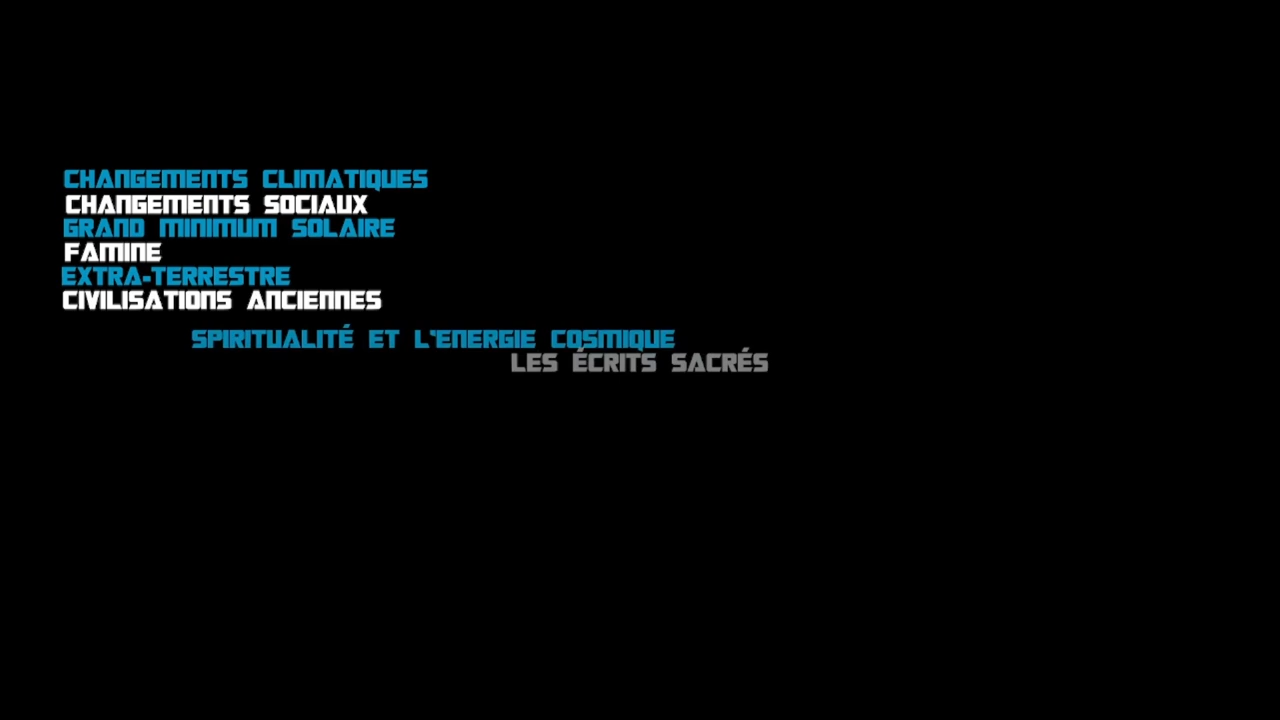 CHANGEMENTS CLIMATIQUES
CHANGEMENTS SOCIAUX
GRAND MINIMUM SOLAIRE
FAMINE
EXTRA-TERRESTRE
CIVILISATIONS ANCIENNES
SPIRITUALITÉ ET L'ENERGIE COSMIQUE
LES ÉCRITS SACRÉS